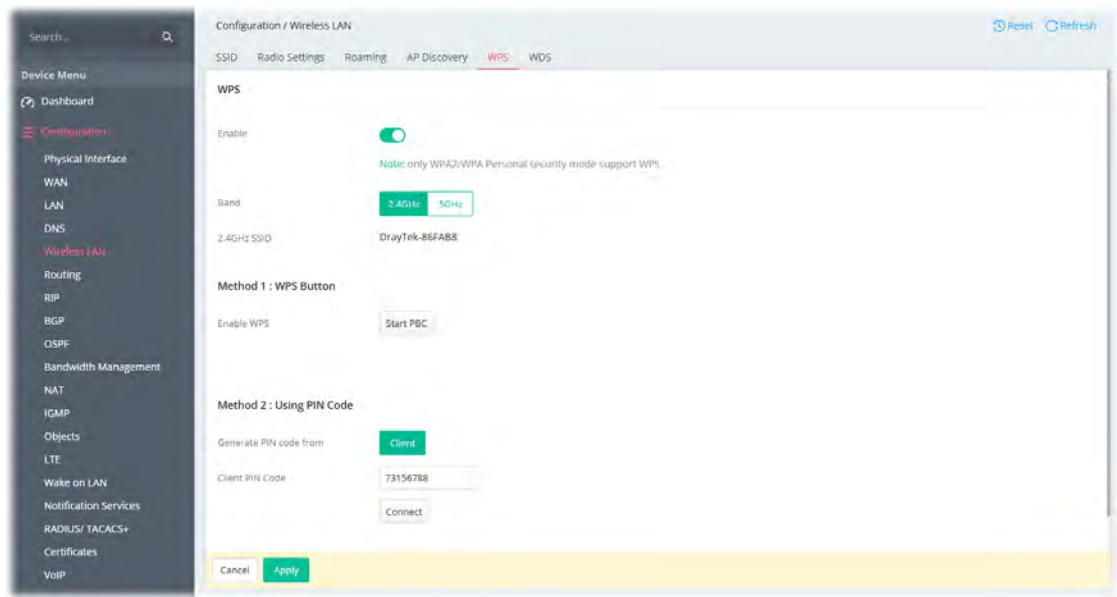 Search...
Device Menu
Dashboard
Configuration
Physical Interface
WAN
LAN
DNS
Wireless LAN
Routing
RIP
BGP
OSPF
Bandwidth Management
NAT
IGMP
Objects
LTE
Wake on LAN
Notification Services
RADIUS/ TACACS+
Certificates
VoIP
Configuration / Wireless LAN
Reset Refresh
SSID Radio Settings Roaming AP Discovery WPS WDS
WPS
Enable
Note: only WPA2/WPA Personal security mode support WPS.
Band 2.4GHz 5GHz
2.4GHz SSID DrayTek-86FAB8
Method 1 : WPS Button
Enable WPS Start PBC
Method 2 : Using PIN Code
Generate PIN code from Client
Client PIN Code 73156788
Connect
Cancel Apply